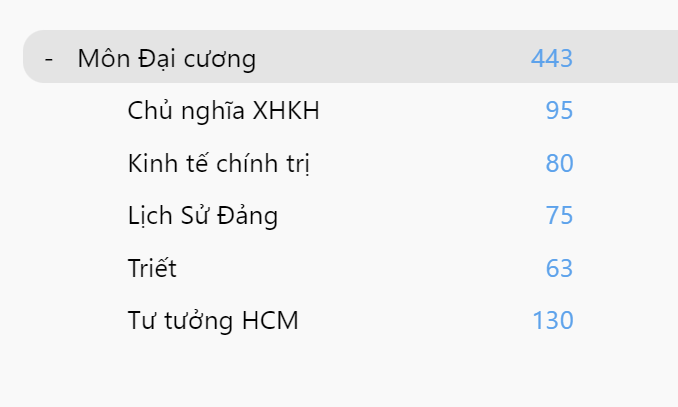 - Môn Đại cương 443
Chủ nghĩa XHKH 95
Kinh tế chính trị 80
Lịch Sử Đảng 75
Triết 63
Tư tưởng HCM 130